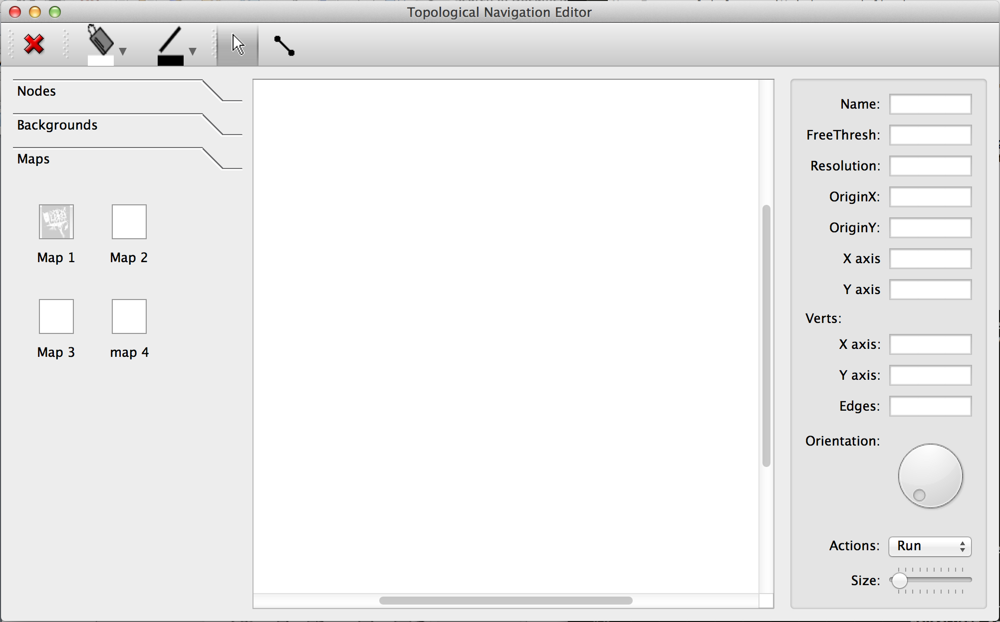 Topological Navigation Editor
Nodes
Backgrounds
Maps
Map 1
Map 2
Map 3
map 4
Name:
FreeThresh:
Resolution:
OriginX:
OriginY:
X axis
Y axis
Verts:
X axis:
Y axis:
Edges:
Orientation:
Actions: Run
Size: